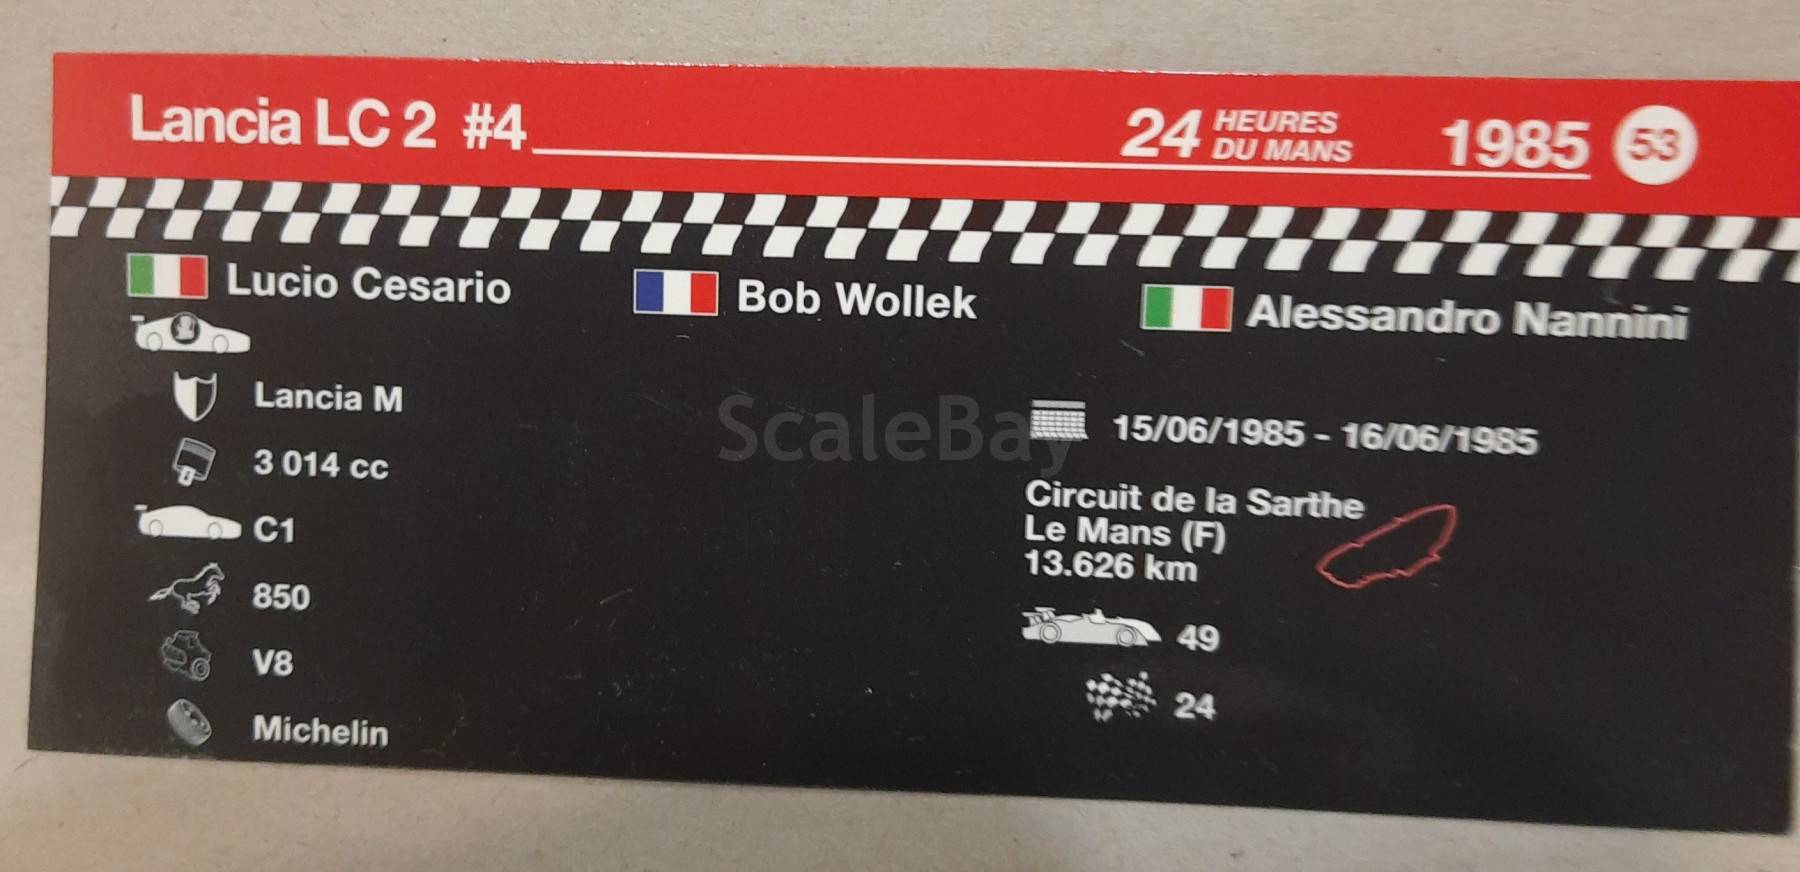 Lancia LC 2 #4
24 HEURES DU MANS 1985 53
Lucio Cesario
Bob Wollek
Alessandro Nannini
Lancia M
3 014 cc
C1
850
V8
Michelin
15/06/1985 - 16/06/1985
Circuit de la Sarthe
Le Mans (F)
13.626 km
49
24
ScaleBay